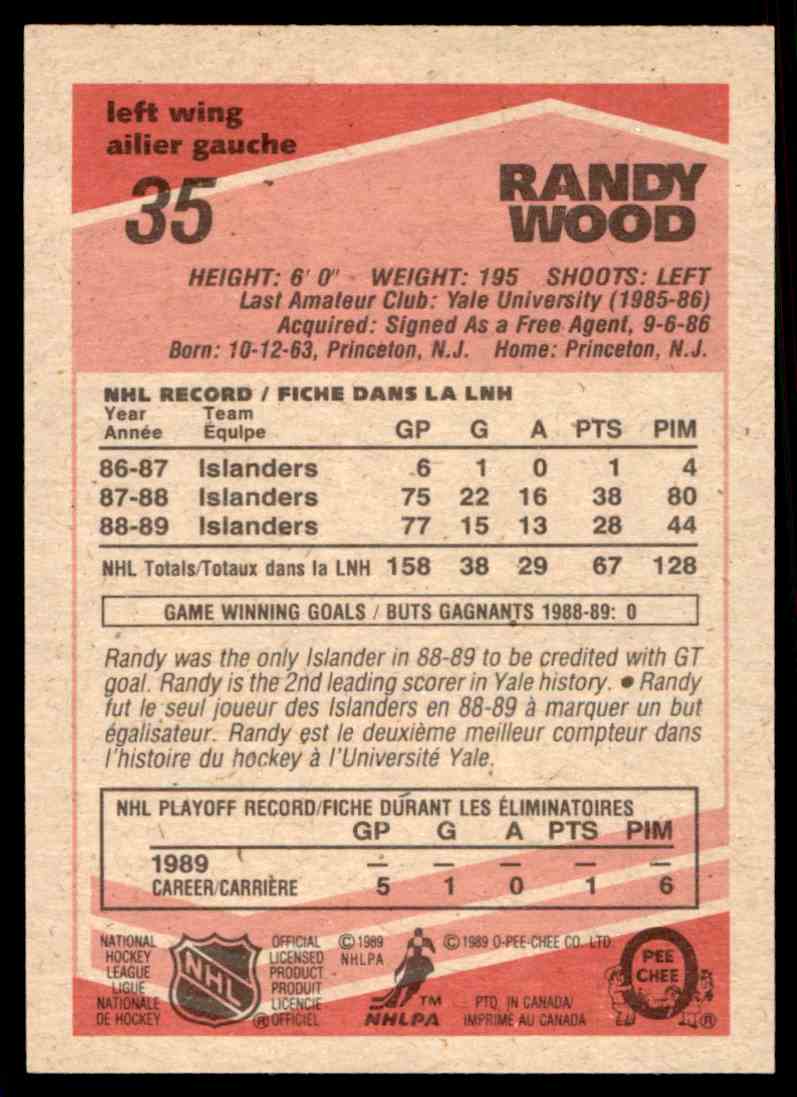 left wing
ailier gauche
35
RANDY
WOOD
HEIGHT: 6' 0" WEIGHT: 195 SHOOTS: LEFT
Last Amateur Club: Yale University (1985-86)
Acquired: Signed As a Free Agent, 9-6-86
Born: 10-12-63, Princeton, N.J. Home: Princeton, N.J.
NHL RECORD / FICHE DANS LA LNH
Year Team
Année Équipe GP G A PTS PIM
86-87 Islanders 6 1 0 1 4
87-88 Islanders 75 22 16 38 80
88-89 Islanders 77 15 13 28 44
NHL Totals/Totaux dans la LNH 158 38 29 67 128
GAME WINNING GOALS / BUTS GAGNANTS 1988-89: 0
Randy was the only Islander in 88-89 to be credited with GT
goal. Randy is the 2nd leading scorer in Yale history. • Randy
fut le seul joueur des Islanders en 88-89 à marquer un but
égalisateur. Randy est le deuxième meilleur compteur dans
l'histoire du hockey à l'Université Yale.
NHL PLAYOFF RECORD/FICHE DURANT LES ÉLIMINATOIRES
GP G A PTS PIM
1989 — — — — —
CAREER/CARRIÈRE 5 1 0 1 6
NATIONAL
HOCKEY
LEAGUE
LIGUE
NATIONALE
DE HOCKEY
NHL
OFFICIAL
LICENSED
PRODUCT
PRODUIT
LICENCIE
® OFFICIEL
© 1989
NHLPA
TM
NHLPA
© 1989 O-PEE-CHEE CO. LTD.
PTD. IN CANADA/
IMPRIMÉ AU CANADA
O
PEE
CHEE
®